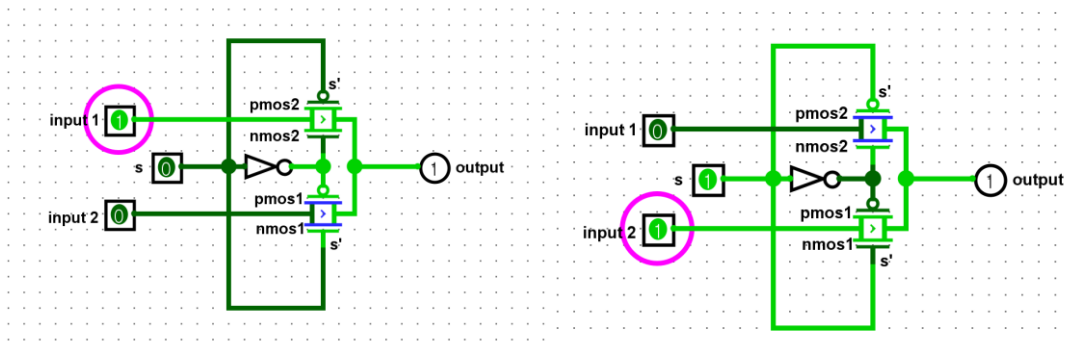 s'
pmos2
input 1
1
nmos2
s
0
1
output
pmos1
input 2
0
nmos1
s'
s'
pmos2
input 1
0
nmos2
s
1
1
output
pmos1
input 2
1
nmos1
s'